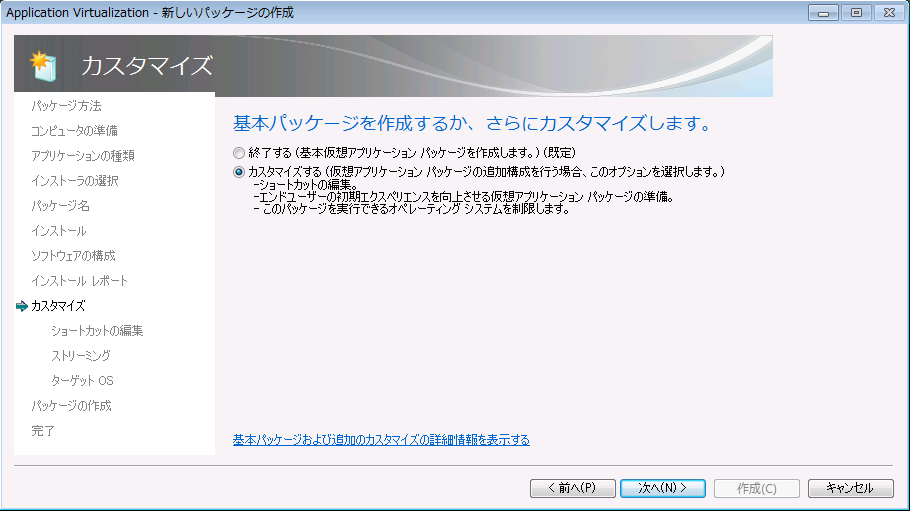 Application Virtualization - 新しいパッケージの作成
カスタマイズ
パッケージ方法
コンピュータの準備
アプリケーションの種類
インストーラの選択
パッケージ名
インストール
ソフトウェアの構成
インストール レポート
カスタマイズ
ショートカットの編集
ストリーミング
ターゲット OS
パッケージの作成
完了
基本パッケージを作成するか、さらにカスタマイズします。
終了する (基本仮想アプリケーション パッケージを作成します。) (既定)
カスタマイズする (仮想アプリケーション パッケージの追加構成を行う場合、このオプションを選択します。)
-ショートカットの編集。
-エンドユーザーの初期エクスペリエンスを向上させる仮想アプリケーション パッケージの準備。
- このパッケージを実行できるオペレーティング システムを制限します。
基本パッケージおよび追加のカスタマイズの詳細情報を表示する
< 前へ(P)
次へ(N) >
作成(C)
キャンセル